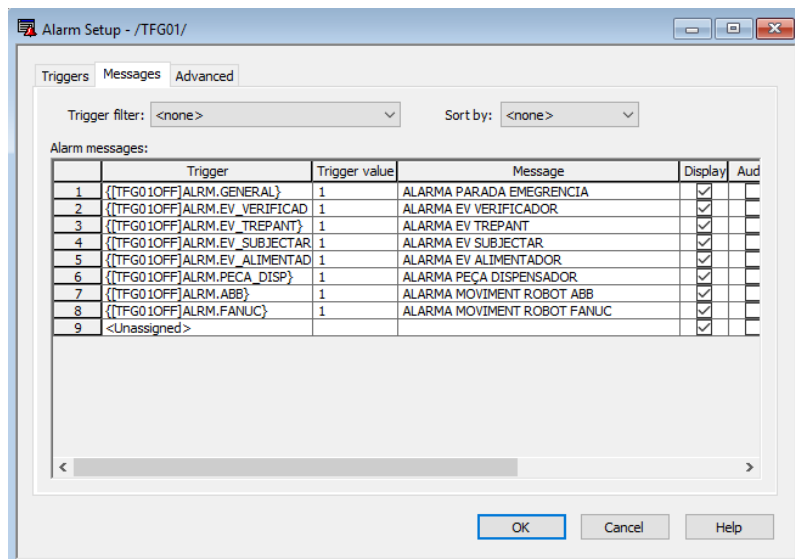 Alarm Setup - /TFG01/
Triggers Messages Advanced
Trigger filter: <none> Sort by: <none>
Alarm messages:
Trigger Trigger value Message Display Aud
1 {[TFG01OFF]ALRM.GENERAL} 1 ALARMA PARADA EMEGRENCIA
2 {[TFG01OFF]ALRM.EV_VERIFICAD 1 ALARMA EV VERIFICADOR
3 {[TFG01OFF]ALRM.EV_TREPANT} 1 ALARMA EV TREPANT
4 {[TFG01OFF]ALRM.EV_SUBJECTAR 1 ALARMA EV SUBJECTAR
5 {[TFG01OFF]ALRM.EV_ALIMENTAD 1 ALARMA EV ALIMENTADOR
6 {[TFG01OFF]ALRM.PECA_DISP} 1 ALARMA PEÇA DISPENSADOR
7 {[TFG01OFF]ALRM.ABB} 1 ALARMA MOVIMENT ROBOT ABB
8 {[TFG01OFF]ALRM.FANUC} 1 ALARMA MOVIMENT ROBOT FANUC
9 <Unassigned>
OK Cancel Help